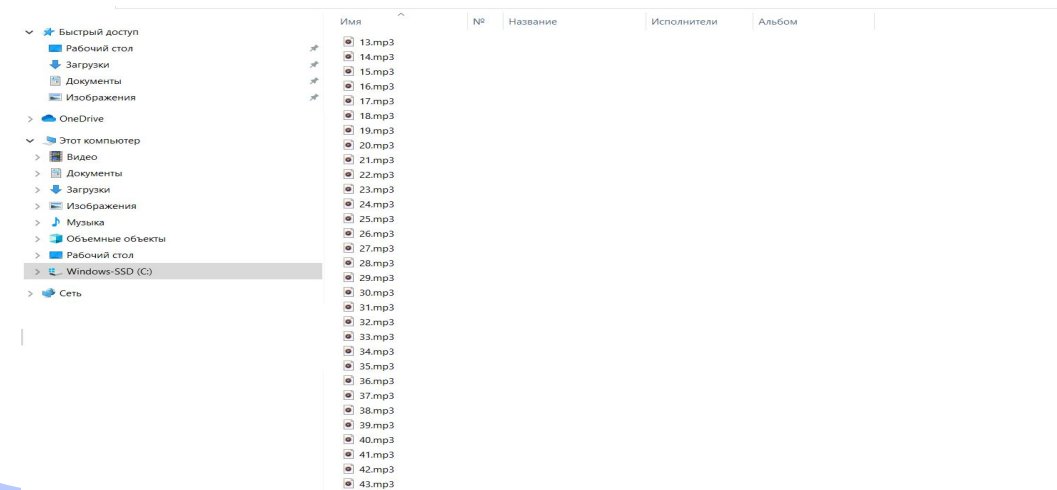 Быстрый доступ
Рабочий стол
Загрузки
Документы
Изображения
OneDrive
Этот компьютер
Видео
Документы
Загрузки
Изображения
Музыка
Объемные объекты
Рабочий стол
Windows-SSD (C:)
Сеть
Имя № Название Исполнители Альбом
13.mp3
14.mp3
15.mp3
16.mp3
17.mp3
18.mp3
19.mp3
20.mp3
21.mp3
22.mp3
23.mp3
24.mp3
25.mp3
26.mp3
27.mp3
28.mp3
29.mp3
30.mp3
31.mp3
32.mp3
33.mp3
34.mp3
35.mp3
36.mp3
37.mp3
38.mp3
39.mp3
40.mp3
41.mp3
42.mp3
43.mp3